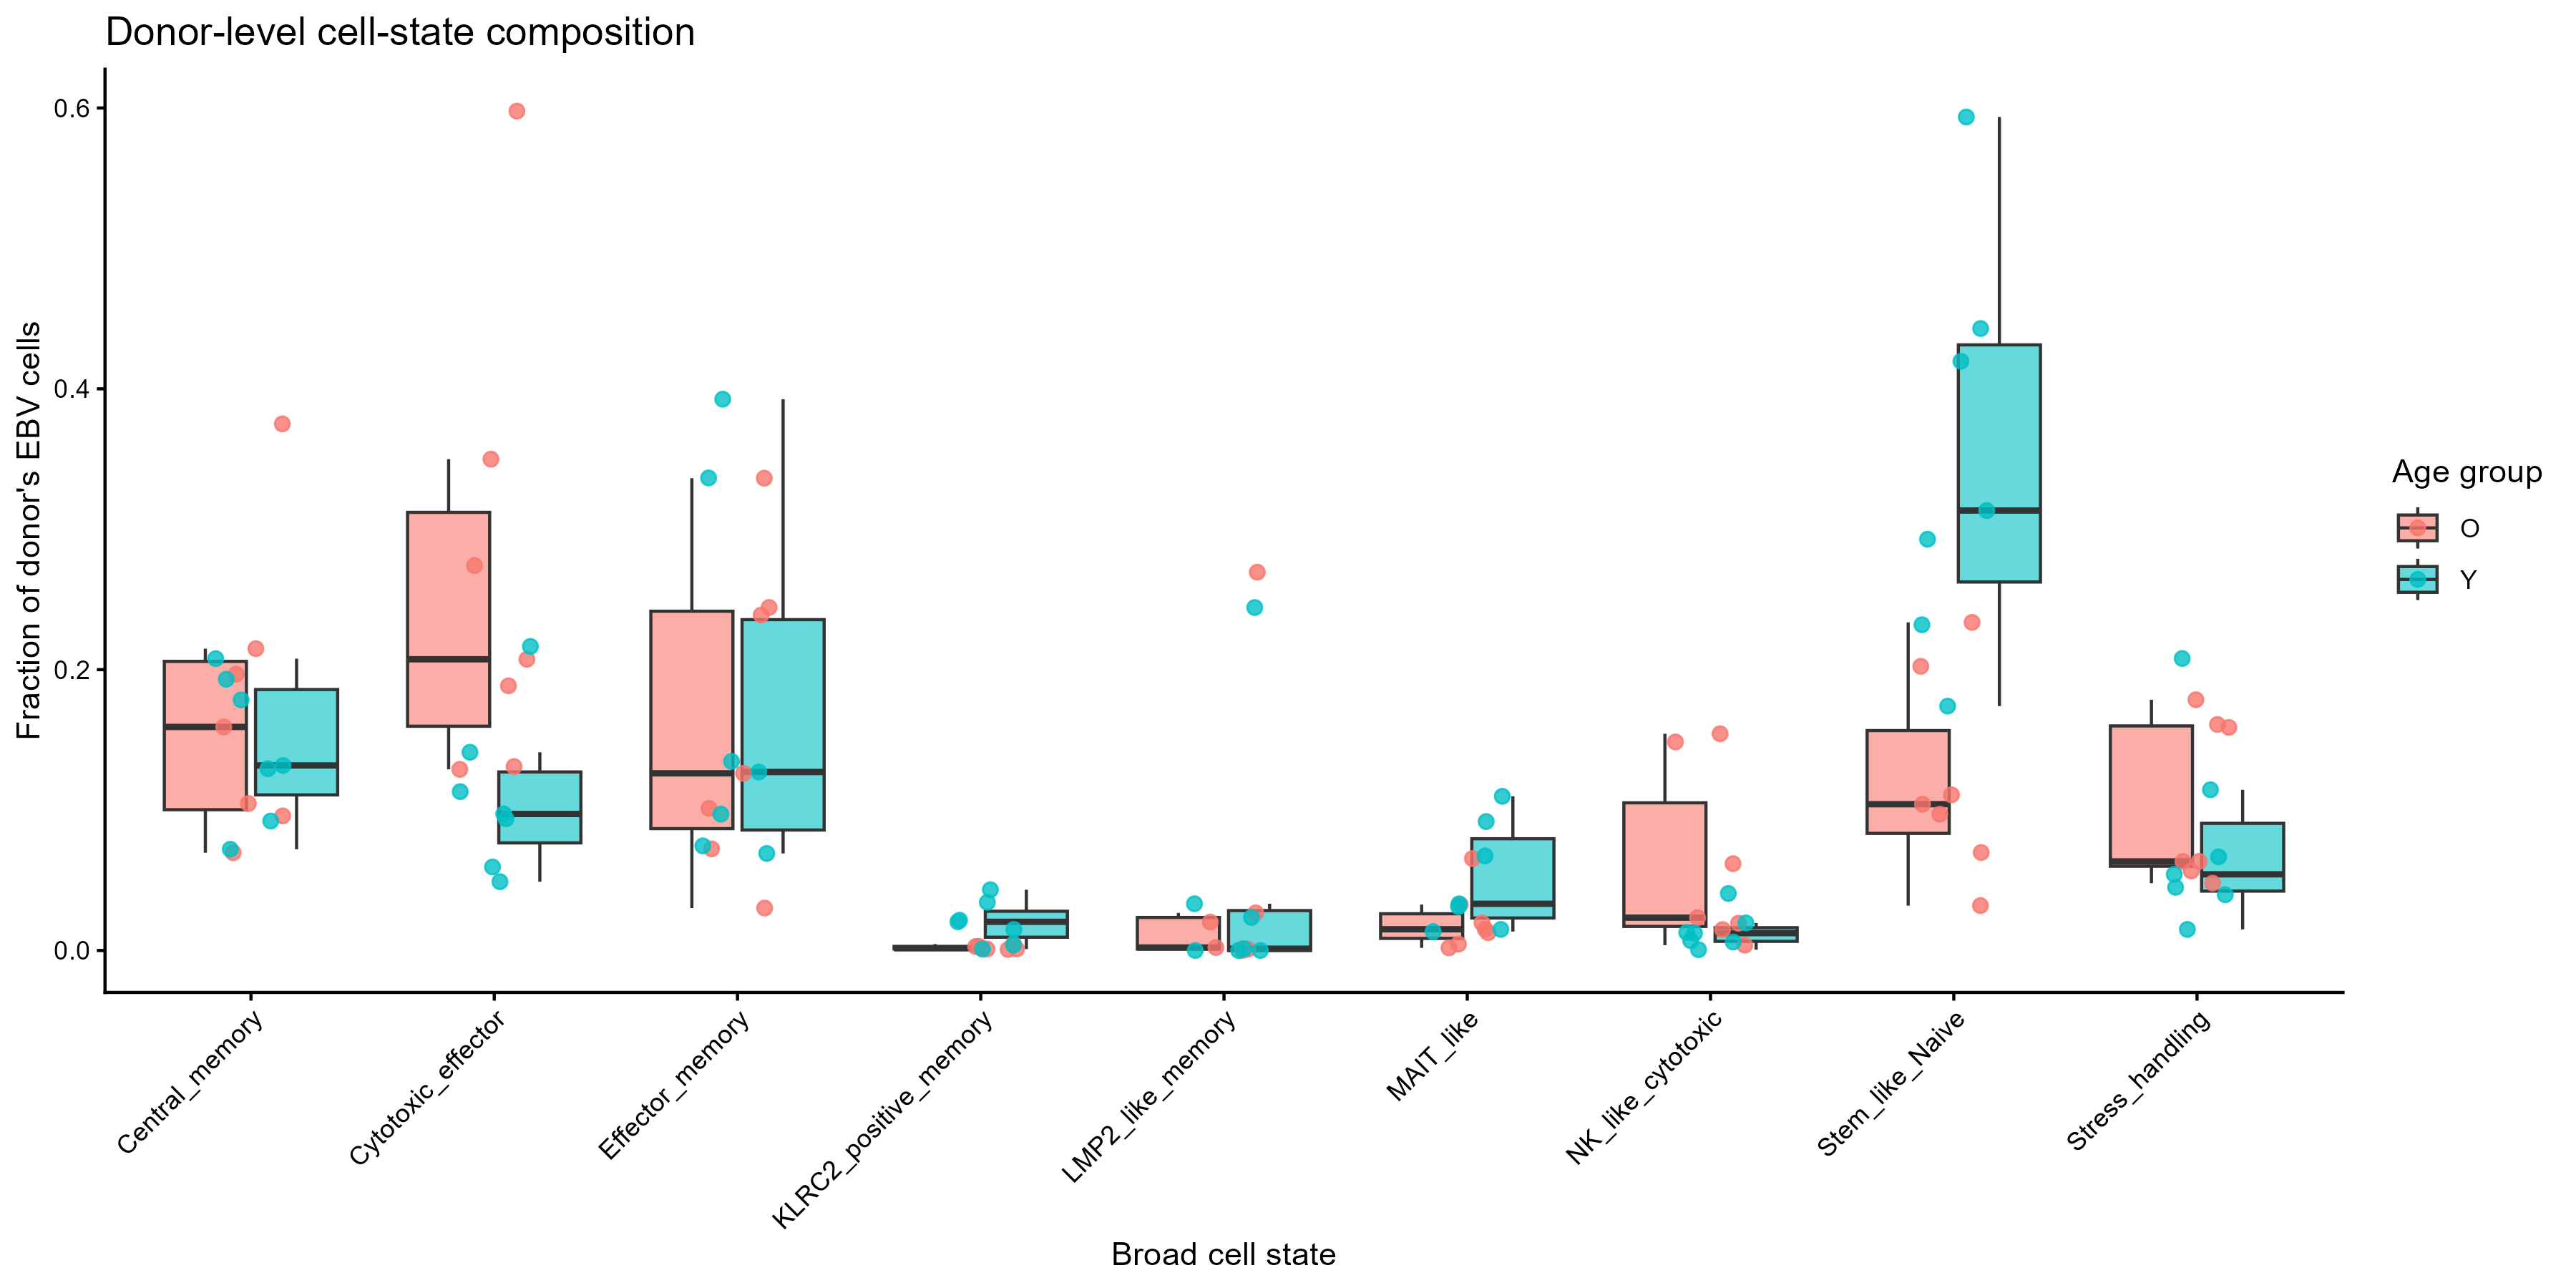 Donor-level cell-state composition
Fraction of donor's EBV cells
0.6
0.4
0.2
0.0
Central_memory
Cytotoxic_effector
Effector_memory
KLRC2_positive_memory
LMP2_like_memory
MAIT_like
NK_like_cytotoxic
Stem_like_Naive
Stress_handling
Broad cell state
Age group
O
Y